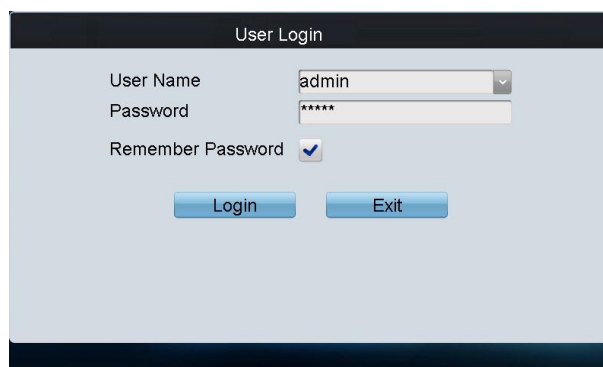 User Login
User Name admin
Password *****
Remember Password
Login Exit